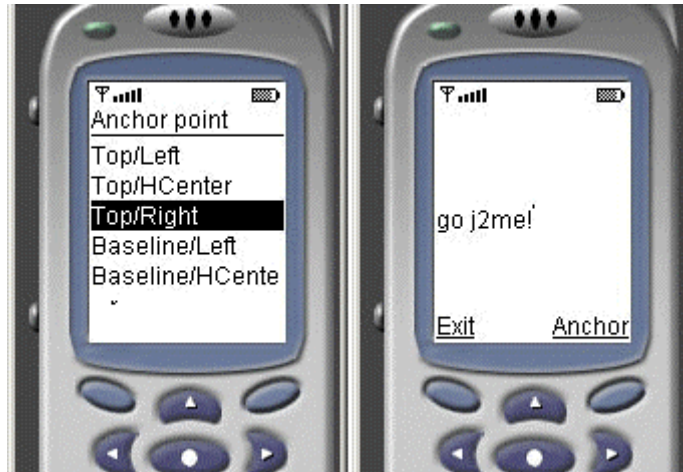 Anchor point
Top/Left
Top/HCenter
Top/Right
Baseline/Left
Baseline/HCente
go j2me!
Exit
Anchor